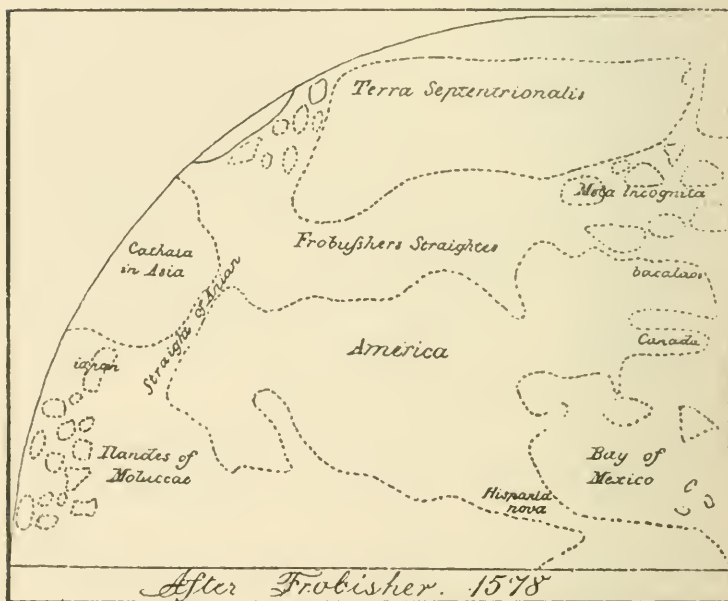 Terra Septentrionalis
Meta Incognita
Cathaia
in Asia
Frobusshers Straightes
Straight of Anian
bacalaos
America
Canada
iapan
Ilandes of
Moluccae
Bay of
Mexico
Hispania
nova
After Frobisher. 1578